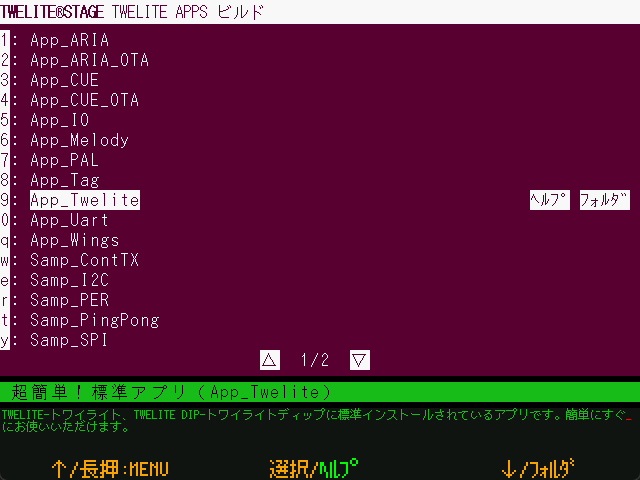 TWELITE®STAGE TWELITE APPS ビルド
1: App_ARIA
2: App_ARIA_OTA
3: App_CUE
4: App_CUE_OTA
5: App_IO
6: App_Melody
7: App_PAL
8: App_Tag
9: App_Twelite ﾍﾙﾌﾟ ﾌｫﾙﾀﾞ
0: App_Uart
q: App_Wings
w: Samp_ContTX
e: Samp_I2C
r: Samp_PER
t: Samp_PingPong
y: Samp_SPI
△ 1/2 ▽
超簡単！標準アプリ（App_Twelite）
TWELITE-トワイライト、TWELITE DIP-トワイライトディップに標準インストールされているアプリです。簡単にすぐ
にお使いいただけます。
↑/長押:MENU 選択/ﾍﾙﾌﾟ ↓/ﾌｫﾙﾀﾞ